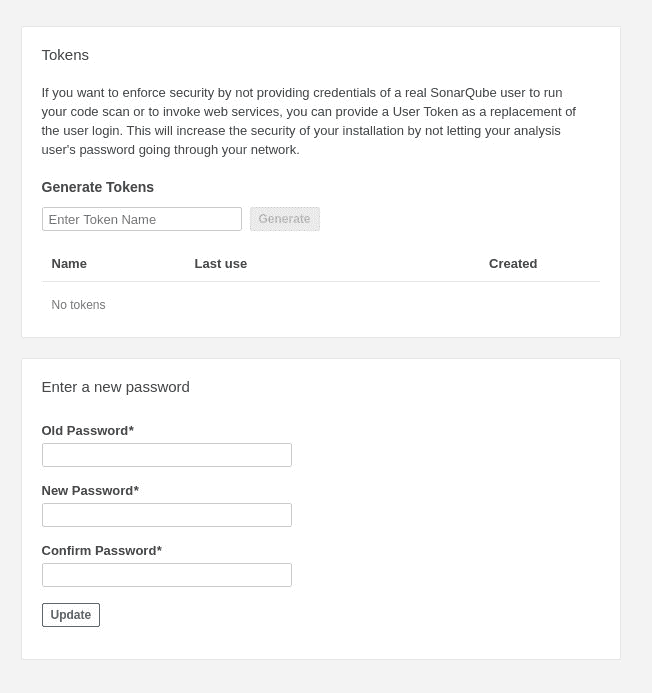 Tokens
If you want to enforce security by not providing credentials of a real SonarQube user to run
your code scan or to invoke web services, you can provide a User Token as a replacement of
the user login. This will increase the security of your installation by not letting your analysis
user's password going through your network.
Generate Tokens
Enter Token Name Generate
Name Last use Created
No tokens
Enter a new password
Old Password*
New Password*
Confirm Password*
Update